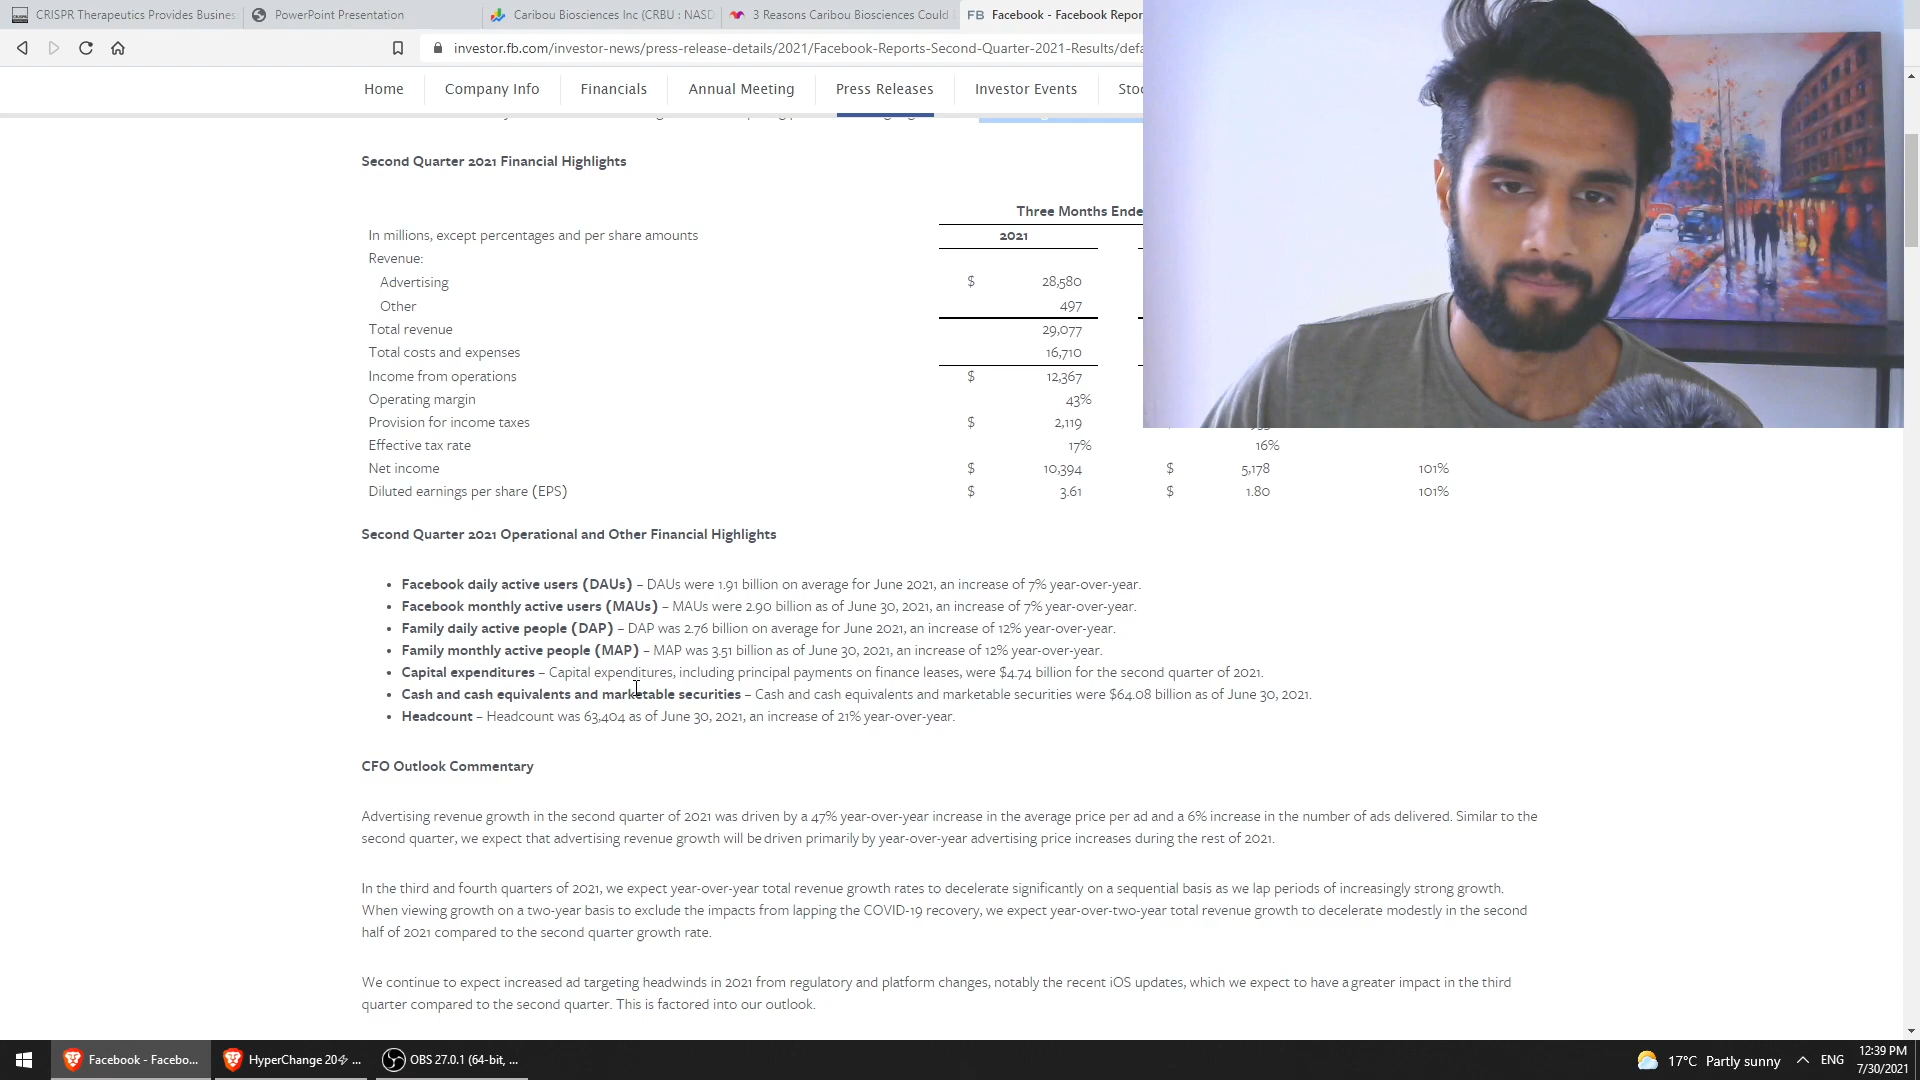 CRISPR Therapeutics Provides Busines
PowerPoint Presentation
Caribou Biosciences Inc (CRBU : NASD
3 Reasons Caribou Biosciences Could
FB Facebook - Facebook Repor
investor.fb.com/investor-news/press-release-details/2021/Facebook-Reports-Second-Quarter-2021-Results/defa
Home Company Info Financials Annual Meeting Press Releases Investor Events Stoc
Second Quarter 2021 Financial Highlights
Three Months Ende
In millions, except percentages and per share amounts 2021
Revenue:
Advertising $ 28,580
Other 497
Total revenue 29,077
Total costs and expenses 16,710
Income from operations $ 12,367
Operating margin 43%
Provision for income taxes $ 2,119
Effective tax rate 17% 16%
Net income $ 10,394 $ 5,178 101%
Diluted earnings per share (EPS) $ 3.61 $ 1.80 101%
Second Quarter 2021 Operational and Other Financial Highlights
• Facebook daily active users (DAUs) – DAUs were 1.91 billion on average for June 2021, an increase of 7% year-over-year.
• Facebook monthly active users (MAUs) – MAUs were 2.90 billion as of June 30, 2021, an increase of 7% year-over-year.
• Family daily active people (DAP) – DAP was 2.76 billion on average for June 2021, an increase of 12% year-over-year.
• Family monthly active people (MAP) – MAP was 3.51 billion as of June 30, 2021, an increase of 12% year-over-year.
• Capital expenditures – Capital expenditures, including principal payments on finance leases, were $4.74 billion for the second quarter of 2021.
• Cash and cash equivalents and marketable securities – Cash and cash equivalents and marketable securities were $64.08 billion as of June 30, 2021.
• Headcount – Headcount was 63,404 as of June 30, 2021, an increase of 21% year-over-year.
CFO Outlook Commentary
Advertising revenue growth in the second quarter of 2021 was driven by a 47% year-over-year increase in the average price per ad and a 6% increase in the number of ads delivered. Similar to the
second quarter, we expect that advertising revenue growth will be driven primarily by year-over-year advertising price increases during the rest of 2021.
In the third and fourth quarters of 2021, we expect year-over-year total revenue growth rates to decelerate significantly on a sequential basis as we lap periods of increasingly strong growth.
When viewing growth on a two-year basis to exclude the impacts from lapping the COVID-19 recovery, we expect year-over-two-year total revenue growth to decelerate modestly in the second
half of 2021 compared to the second quarter growth rate.
We continue to expect increased ad targeting headwinds in 2021 from regulatory and platform changes, notably the recent iOS updates, which we expect to have a greater impact in the third
quarter compared to the second quarter. This is factored into our outlook.
Facebook - Facebo...
HyperChange 20⚡ ...
OBS 27.0.1 (64-bit, ...
17°C Partly sunny
ENG
12:39 PM
7/30/2021